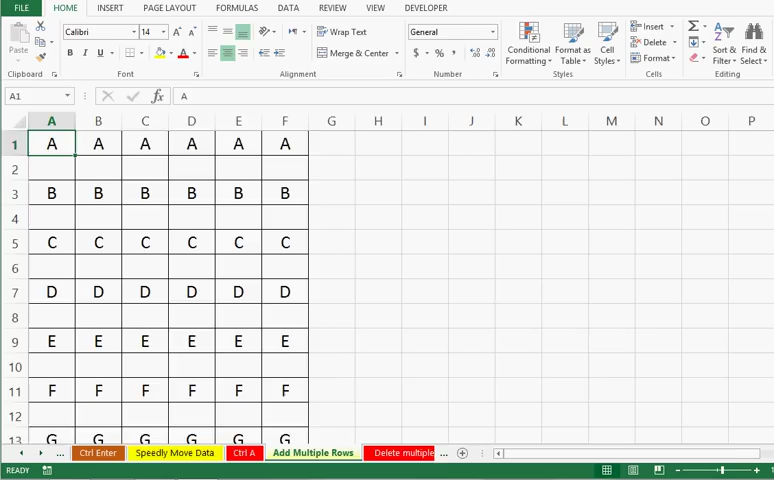 FILE HOME INSERT PAGE LAYOUT FORMULAS DATA REVIEW VIEW DEVELOPER
Calibri 14 Wrap Text General Insert
Paste B I U A Merge & Center $ % , Conditional Formatting Format as Table Cell Styles Delete Format Sort & Filter Find & Select
Clipboard Font Alignment Number Styles Cells Editing
A1 fx A
A B C D E F G H I J K L M N O P
1 A A A A A A
2
3 B B B B B B
4
5 C C C C C C
6
7 D D D D D D
8
9 E E E E E E
10
11 F F F F F F
12
13 G G G G G G
... Ctrl Enter Speedly Move Data Ctrl A Add Multiple Rows Delete multiple ...
READY